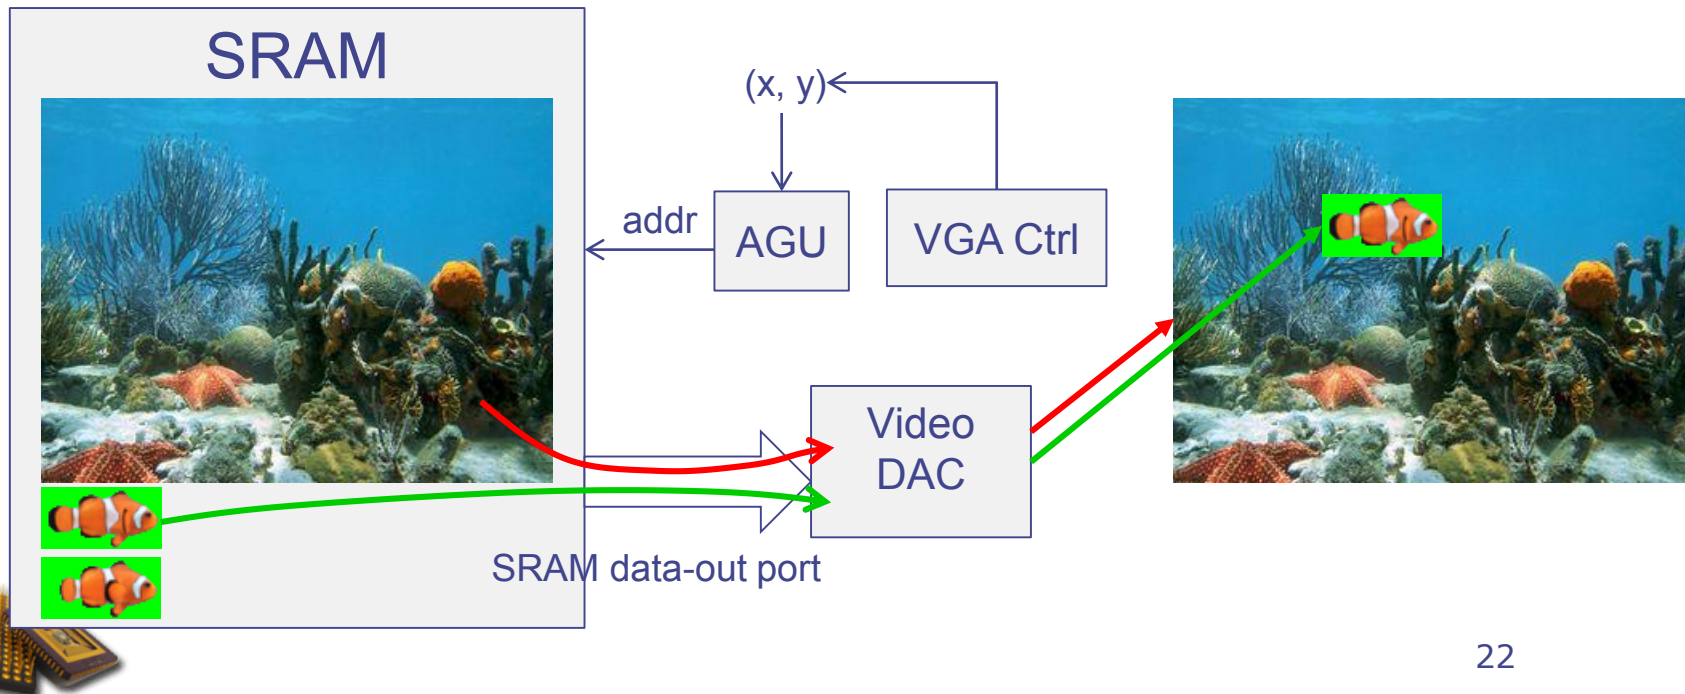 SRAM
(x, y)
addr
AGU
VGA Ctrl
Video
DAC
SRAM data-out port
22